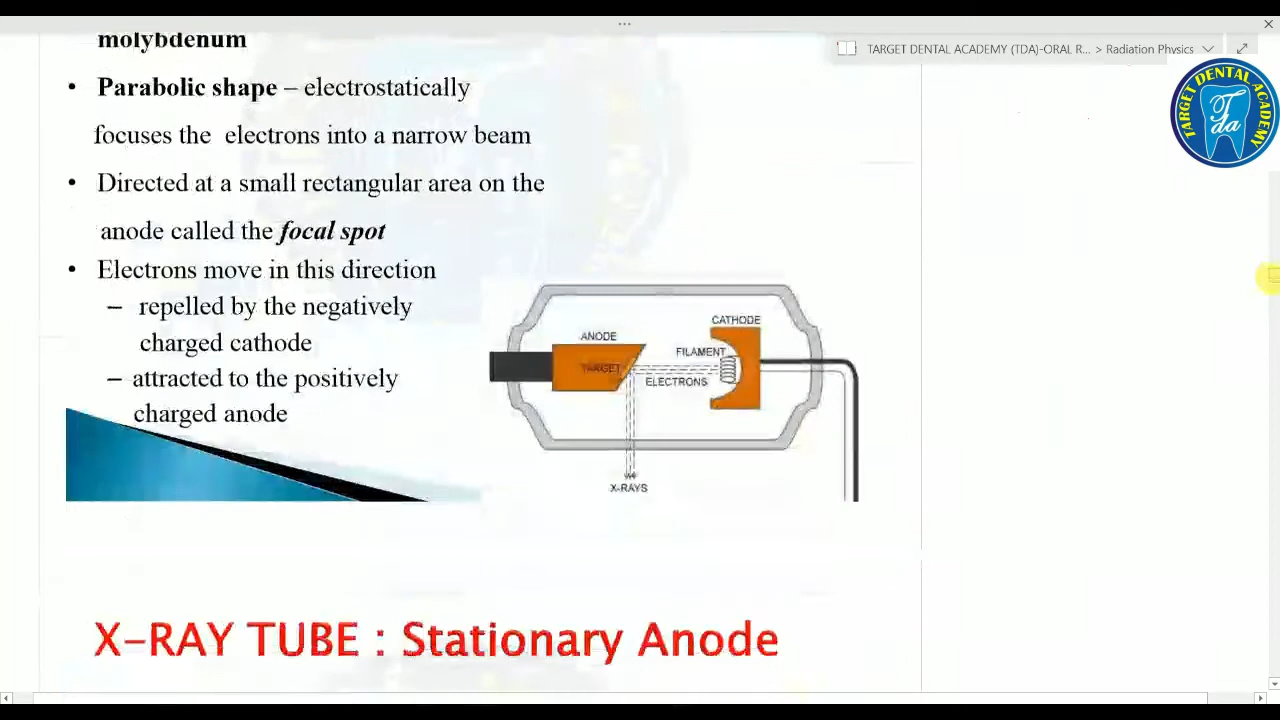 molybdenum
TARGET DENTAL ACADEMY (TDA)-ORAL R... > Radiation Physics
TARGET DENTAL ACADEMY
Tda
• Parabolic shape – electrostatically
focuses the electrons into a narrow beam
• Directed at a small rectangular area on the
anode called the focal spot
• Electrons move in this direction
– repelled by the negatively
charged cathode
– attracted to the positively
charged anode
CATHODE
ANODE
FILAMENT
TARGET
ELECTRONS
X-RAYS
X-RAY TUBE : Stationary Anode